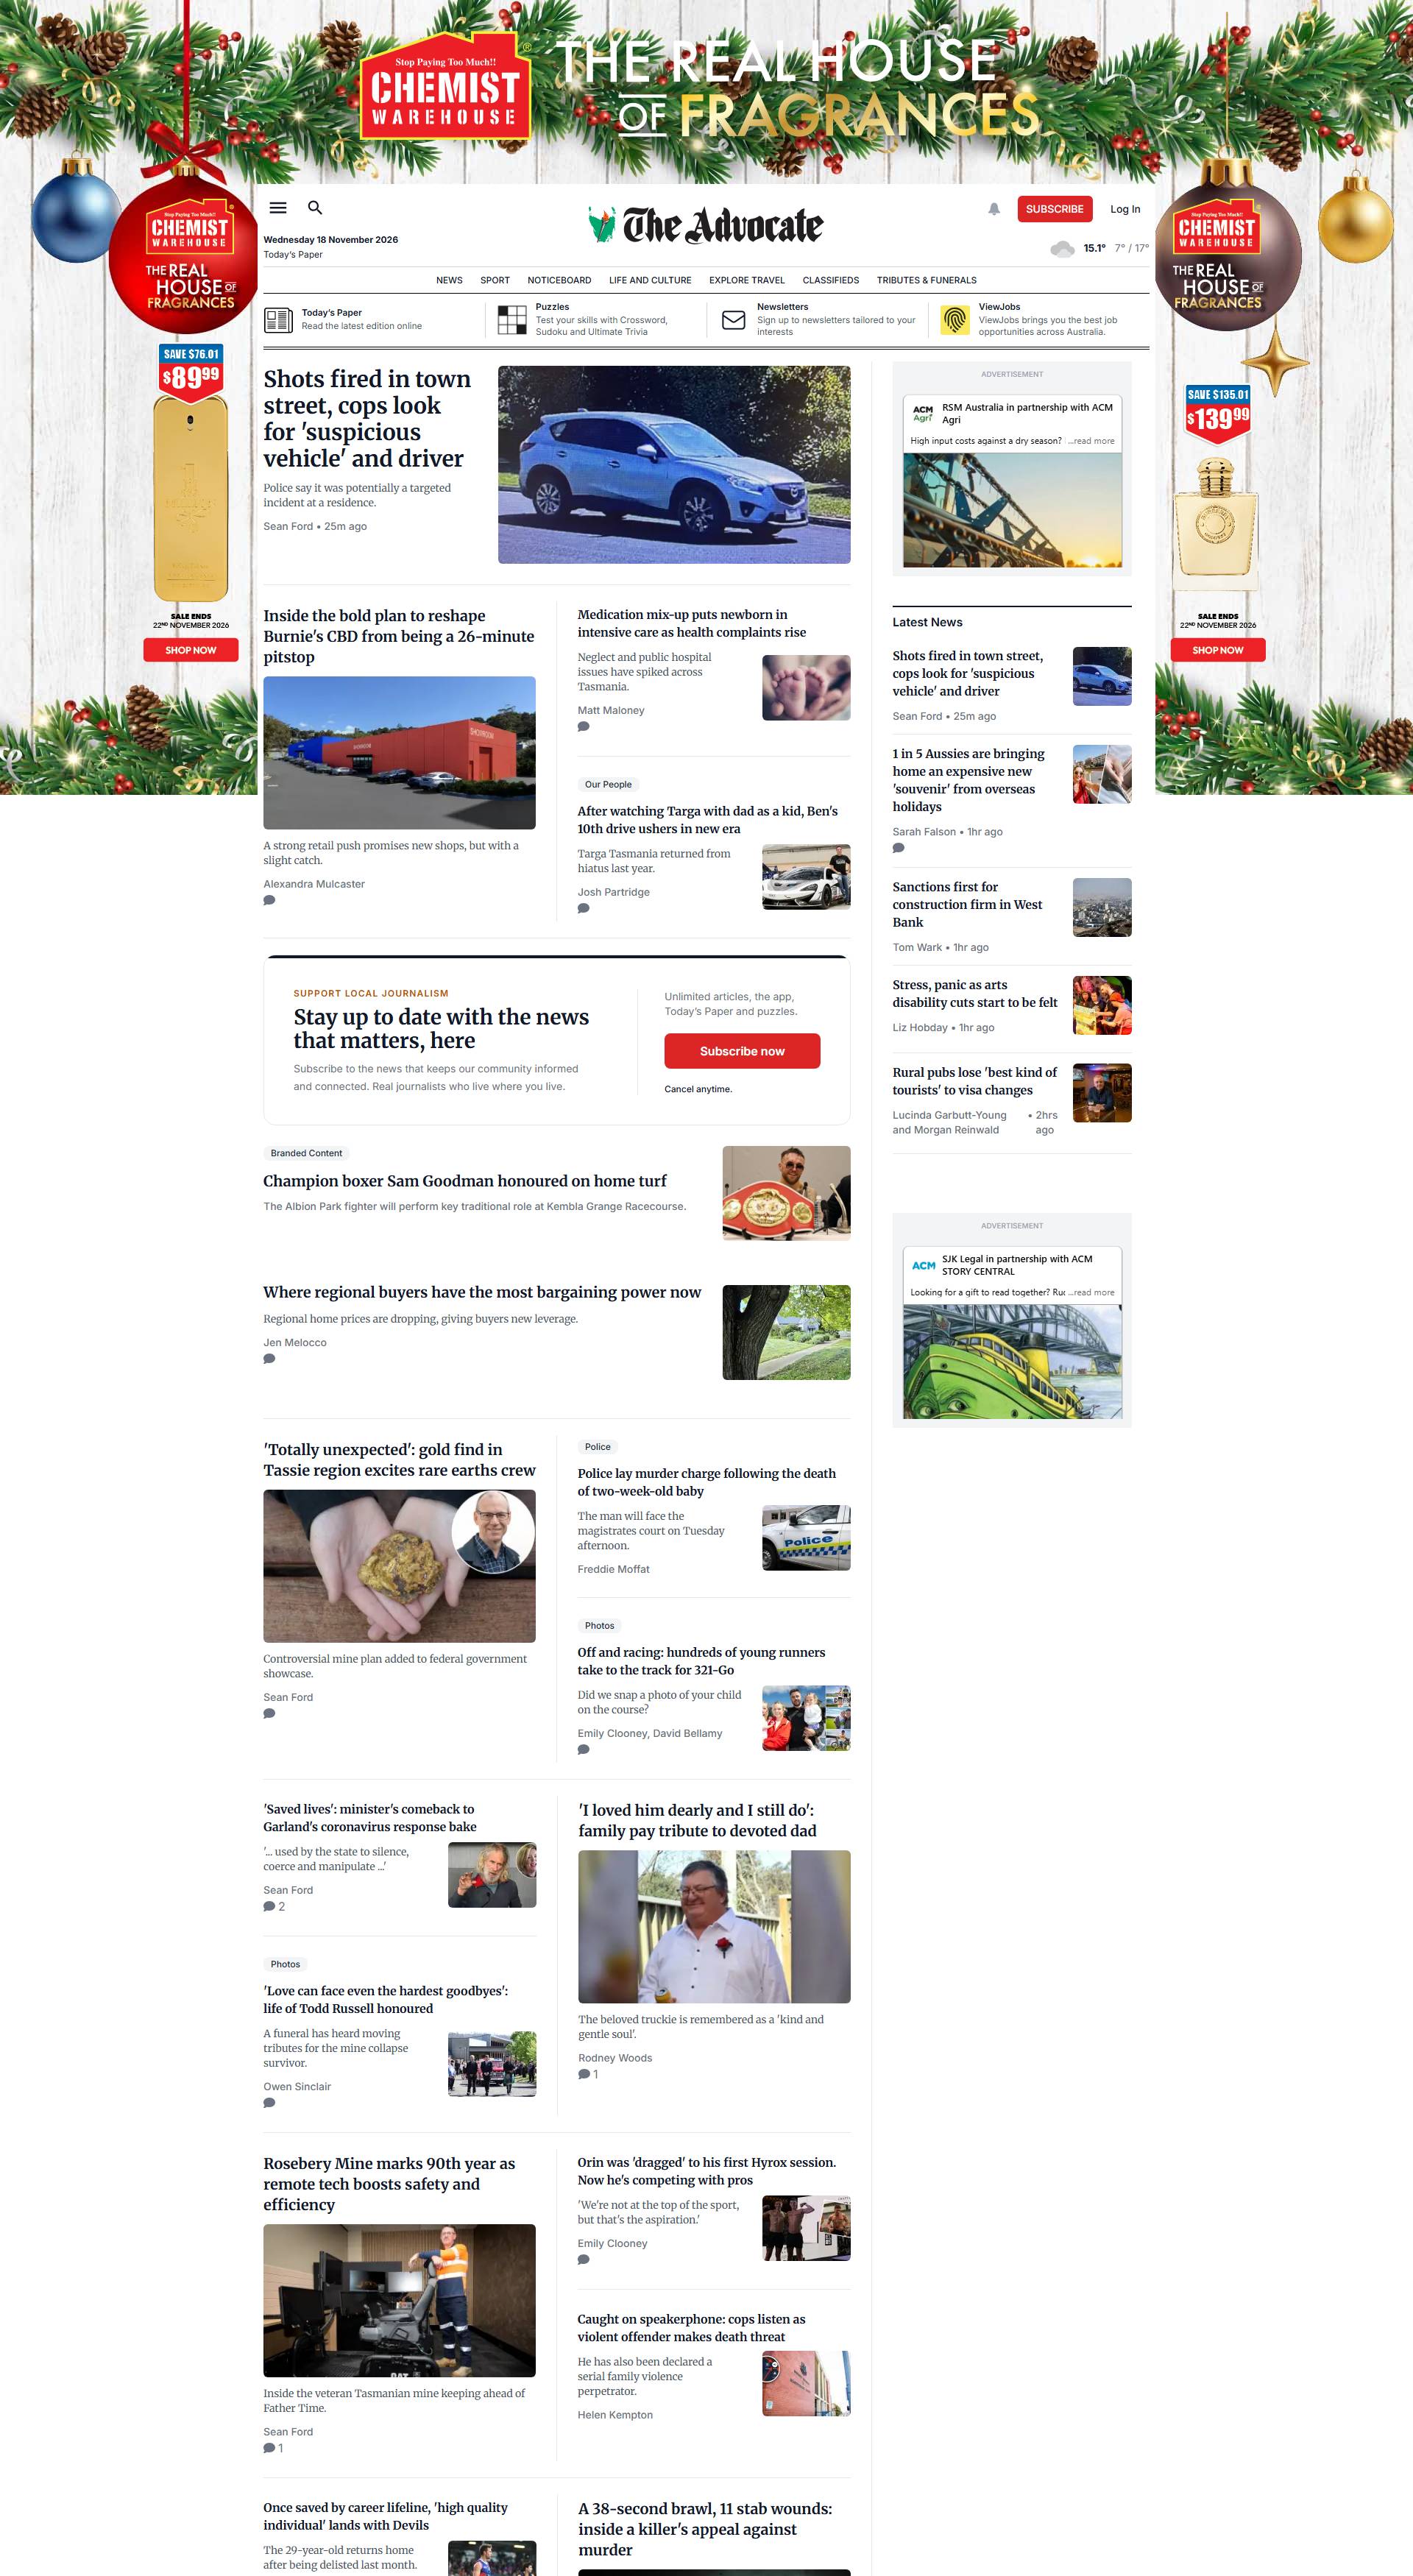 Stop Paying Too Much!!
CHEMIST
WAREHOUSE
THE REAL HOUSE
OF FRAGRANCES
Stop Paying Too Much!!
CHEMIST
WAREHOUSE
THE REAL
HOUSE OF
FRAGRANCES
SAVE $76.01
$8999
SALE ENDS
22ND NOVEMBER 2026
SHOP NOW
Stop Paying Too Much!!
CHEMIST
WAREHOUSE
THE REAL
HOUSE OF
FRAGRANCES
SAVE $135.01
$13999
SALE ENDS
22ND NOVEMBER 2026
SHOP NOW
The Advocate
SUBSCRIBE
Log In
Wednesday 18 November 2026
Today's Paper
15.1° 7° / 17°
NEWS SPORT NOTICEBOARD LIFE AND CULTURE EXPLORE TRAVEL CLASSIFIEDS TRIBUTES & FUNERALS
Today's Paper
Read the latest edition online
Puzzles
Test your skills with Crossword,
Sudoku and Ultimate Trivia
Newsletters
Sign up to newsletters tailored to your
interests
ViewJobs
ViewJobs brings you the best job
opportunities across Australia.
Shots fired in town
street, cops look
for 'suspicious
vehicle' and driver
Police say it was potentially a targeted
incident at a residence.
Sean Ford • 25m ago
Inside the bold plan to reshape
Burnie's CBD from being a 26-minute
pitstop
SHOWROOM
SHOWROOM
A strong retail push promises new shops, but with a
slight catch.
Alexandra Mulcaster
Medication mix-up puts newborn in
intensive care as health complaints rise
Neglect and public hospital
issues have spiked across
Tasmania.
Matt Maloney
Our People
After watching Targa with dad as a kid, Ben's
10th drive ushers in new era
Targa Tasmania returned from
hiatus last year.
Josh Partridge
SUPPORT LOCAL JOURNALISM
Stay up to date with the news
that matters, here
Subscribe to the news that keeps our community informed
and connected. Real journalists who live where you live.
Unlimited articles, the app,
Today's Paper and puzzles.
Subscribe now
Cancel anytime.
Branded Content
Champion boxer Sam Goodman honoured on home turf
The Albion Park fighter will perform key traditional role at Kembla Grange Racecourse.
Where regional buyers have the most bargaining power now
Regional home prices are dropping, giving buyers new leverage.
Jen Melocco
'Totally unexpected': gold find in
Tassie region excites rare earths crew
Controversial mine plan added to federal government
showcase.
Sean Ford
Police
Police lay murder charge following the death
of two-week-old baby
The man will face the
magistrates court on Tuesday
afternoon.
Freddie Moffat
Police
Photos
Off and racing: hundreds of young runners
take to the track for 321-Go
Did we snap a photo of your child
on the course?
Emily Clooney, David Bellamy
'Saved lives': minister's comeback to
Garland's coronavirus response bake
'... used by the state to silence,
coerce and manipulate ...'
Sean Ford
2
Photos
'Love can face even the hardest goodbyes':
life of Todd Russell honoured
A funeral has heard moving
tributes for the mine collapse
survivor.
Owen Sinclair
'I loved him dearly and I still do':
family pay tribute to devoted dad
The beloved truckie is remembered as a 'kind and
gentle soul'.
Rodney Woods
1
Rosebery Mine marks 90th year as
remote tech boosts safety and
efficiency
CAT
Inside the veteran Tasmanian mine keeping ahead of
Father Time.
Sean Ford
1
Orin was 'dragged' to his first Hyrox session.
Now he's competing with pros
'We're not at the top of the sport,
but that's the aspiration.'
Emily Clooney
Caught on speakerphone: cops listen as
violent offender makes death threat
He has also been declared a
serial family violence
perpetrator.
Helen Kempton
Once saved by career lifeline, 'high quality
individual' lands with Devils
The 29-year-old returns home
after being delisted last month.
A 38-second brawl, 11 stab wounds:
inside a killer's appeal against
murder
ADVERTISEMENT
ACM
Agri
RSM Australia in partnership with ACM
Agri
High input costs against a dry season? ...read more
Latest News
Shots fired in town street,
cops look for 'suspicious
vehicle' and driver
Sean Ford • 25m ago
1 in 5 Aussies are bringing
home an expensive new
'souvenir' from overseas
holidays
Sarah Falson • 1hr ago
Sanctions first for
construction firm in West
Bank
Tom Wark • 1hr ago
Stress, panic as arts
disability cuts start to be felt
Liz Hobday • 1hr ago
Rural pubs lose 'best kind of
tourists' to visa changes
Lucinda Garbutt-Young
and Morgan Reinwald
• 2hrs
ago
ADVERTISEMENT
ACM
SJK Legal in partnership with ACM
STORY CENTRAL
Looking for a gift to read together? Ruc ...read more